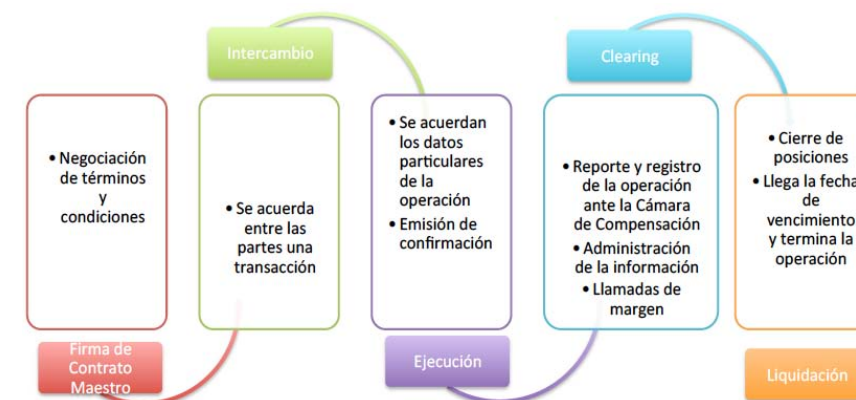 • Negociación
de términos
y
condiciones
Firma de
Contrato
Maestro
Intercambio
• Se acuerda
entre las
partes una
transacción
• Se acuerdan
los datos
particulares
de la
operación
• Emisión de
confirmación
Ejecución
Clearing
• Reporte y registro
de la operación
ante la Cámara
de Compensación
• Administración
de la información
• Llamadas de
margen
• Cierre de
posiciones
• Llega la fecha
de
vencimiento
y termina la
operación
Liquidación